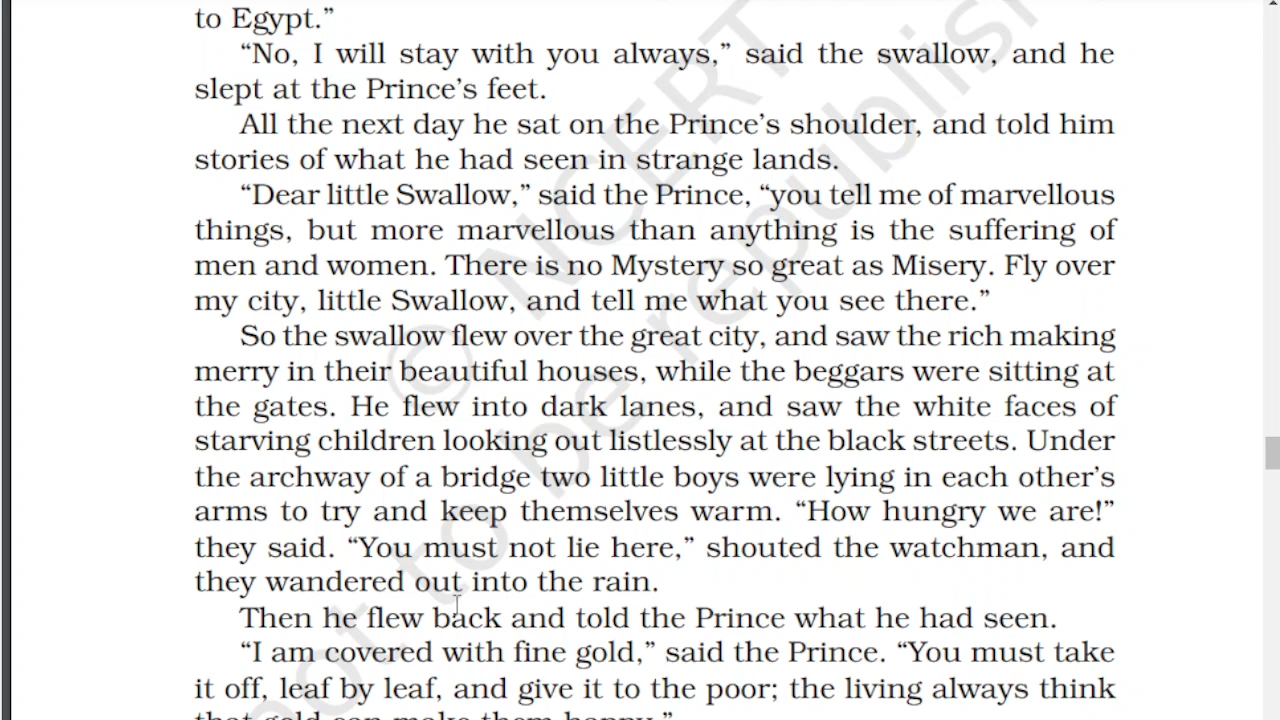 to Egypt.”
“No, I will stay with you always,” said the swallow, and he
slept at the Prince’s feet.
All the next day he sat on the Prince’s shoulder, and told him
stories of what he had seen in strange lands.
“Dear little Swallow,” said the Prince, “you tell me of marvellous
things, but more marvellous than anything is the suffering of
men and women. There is no Mystery so great as Misery. Fly over
my city, little Swallow, and tell me what you see there.”
So the swallow flew over the great city, and saw the rich making
merry in their beautiful houses, while the beggars were sitting at
the gates. He flew into dark lanes, and saw the white faces of
starving children looking out listlessly at the black streets. Under
the archway of a bridge two little boys were lying in each other’s
arms to try and keep themselves warm. “How hungry we are!”
they said. “You must not lie here,” shouted the watchman, and
they wandered out into the rain.
Then he flew back and told the Prince what he had seen.
“I am covered with fine gold,” said the Prince. “You must take
it off, leaf by leaf, and give it to the poor; the living always think
that gold can make them happy.”
© NCERT
not to be republish